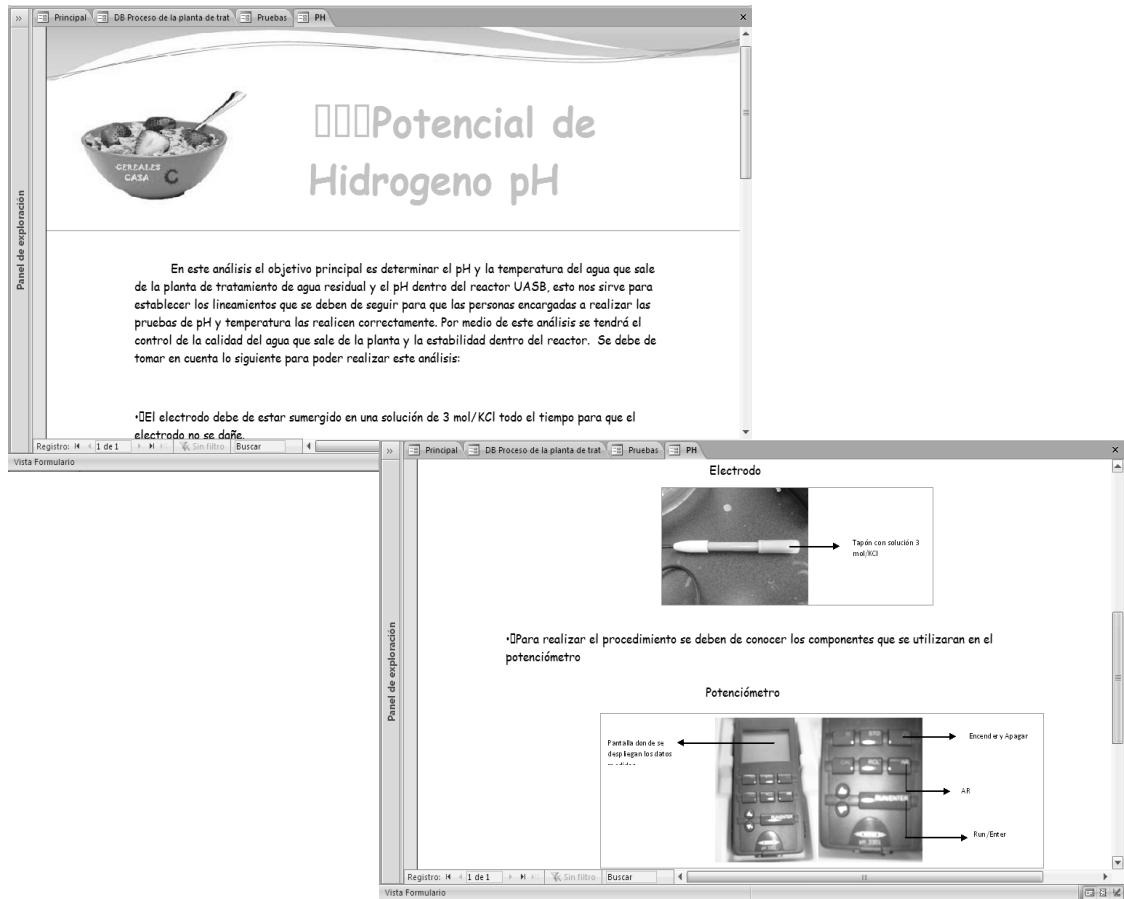 Principal DB Proceso de la planta de trat Pruebas PH
Panel de exploración
CEREALES
CASA C
Potencial de
Hidrogeno pH
En este análisis el objetivo principal es determinar el pH y la temperatura del agua que sale
de la planta de tratamiento de agua residual y el pH dentro del reactor UASB, esto nos sirve para
establecer los lineamientos que se deben de seguir para que las personas encargadas a realizar las
pruebas de pH y temperatura las realicen correctamente. Por medio de este análisis se tendrá el
control de la calidad del agua que sale de la planta y la estabilidad dentro del reactor. Se debe de
tomar en cuenta lo siguiente para poder realizar este análisis:
•El electrodo debe de estar sumergido en una solución de 3 mol/KCl todo el tiempo para que el
electrodo no se dañe.
Registro: 1 de 1 Sin filtro Buscar
Vista Formulario
Principal DB Proceso de la planta de trat Pruebas PH
Panel de exploración
Electrodo
Tapón con solución 3
mol/KCl
•Para realizar el procedimiento se deben de conocer los componentes que se utilizaran en el
potenciómetro
Potenciómetro
Pantalla donde se
despliegan los datos
medidos
STD
AR
RUN/ENTER
Encender y Apagar
AR
Run/Enter
Registro: 1 de 1 Sin filtro Buscar
Vista Formulario